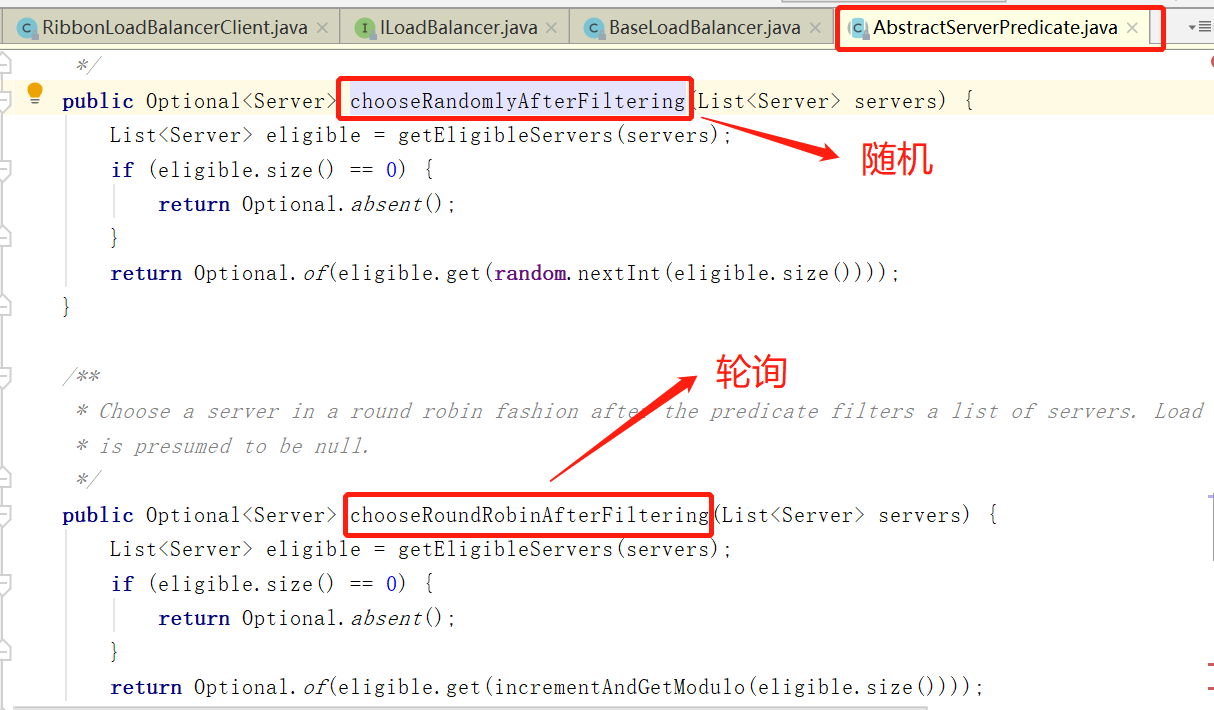 RibbonLoadBalancerClient.java ILoadBalancer.java BaseLoadBalancer.java AbstractServerPredicate.java
*/
public Optional<Server> chooseRandomlyAfterFiltering(List<Server> servers) {
List<Server> eligible = getEligibleServers(servers);
随机
if (eligible.size() == 0) {
return Optional.absent();
}
return Optional.of(eligible.get(random.nextInt(eligible.size())));
}
轮询
/**
* Choose a server in a round robin fashion after the predicate filters a list of servers. Load
* is presumed to be null.
*/
public Optional<Server> chooseRoundRobinAfterFiltering(List<Server> servers) {
List<Server> eligible = getEligibleServers(servers);
if (eligible.size() == 0) {
return Optional.absent();
}
return Optional.of(eligible.get(incrementAndGetModulo(eligible.size())));